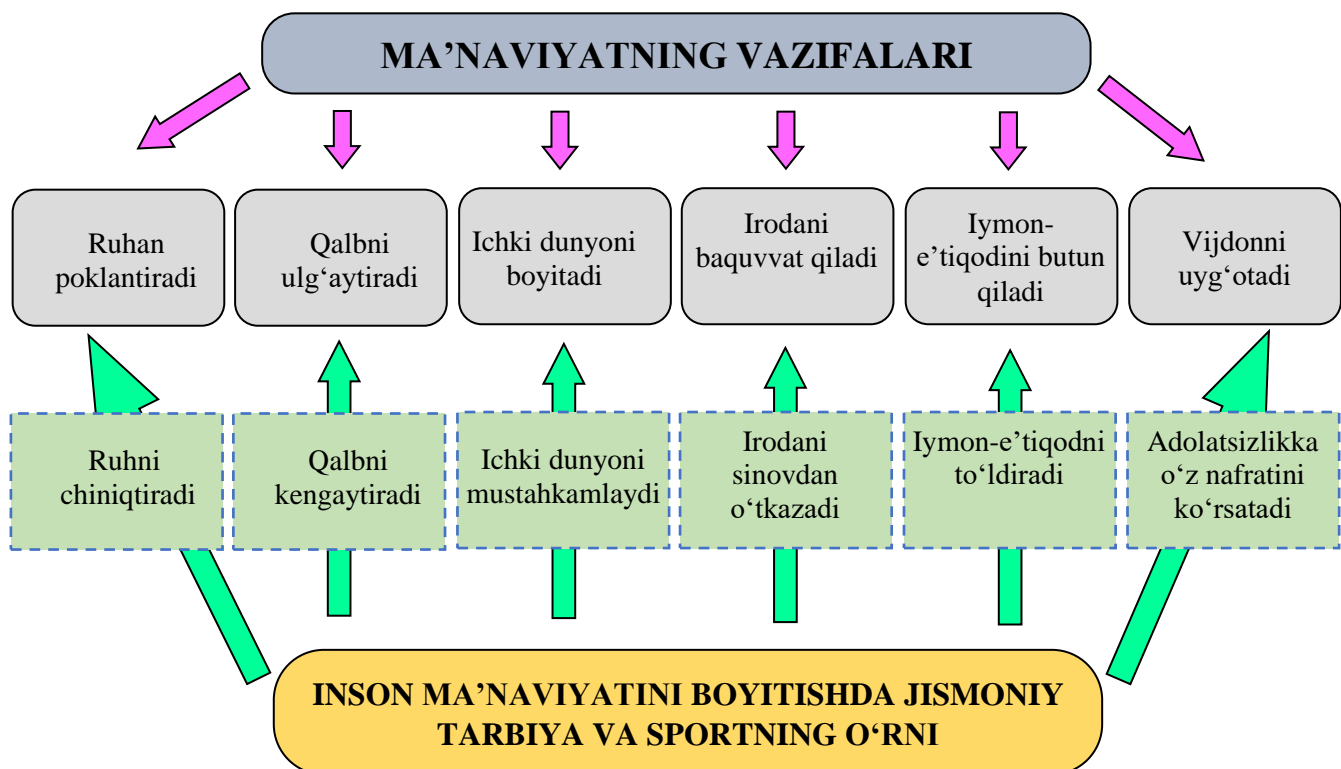 MA’NAVIYATNING VAZIFALARI
Ruhan
poklantiradi
Qalbni
ulg‘aytiradi
Ichki dunyoni
boyitadi
Irodani
baquvvat qiladi
Iymon-
e’tiqodini butun
qiladi
Vijdonni
uyg‘otadi
Ruhni
chiniqtiradi
Qalbni
kengaytiradi
Ichki dunyoni
mustahkamlaydi
Irodani
sinovdan
o‘tkazadi
Iymon-e’tiqodni
to‘ldiradi
Adolatsizlikka
o‘z nafratini
ko‘rsatadi
INSON MA’NAVIYATINI BOYITISHDA JISMONIY
TARBIYA VA SPORTNING O‘RNI